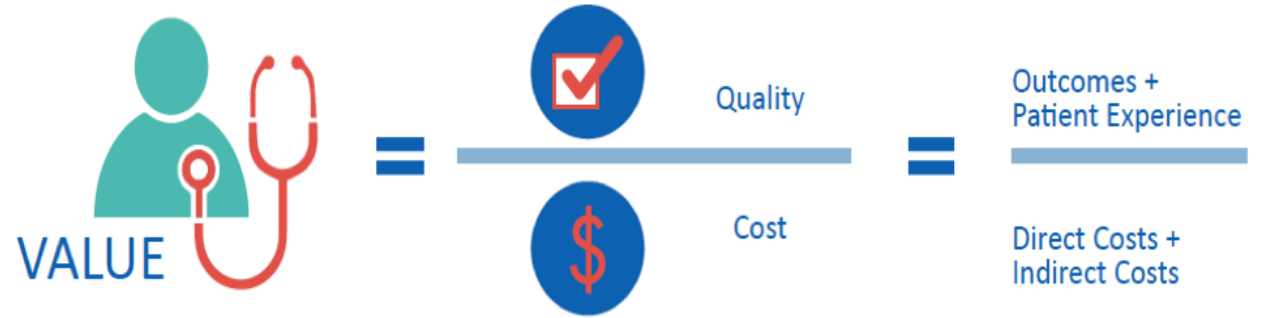 VALUE
=
Quality
Cost
$
=
Outcomes +
Patient Experience
Direct Costs +
Indirect Costs